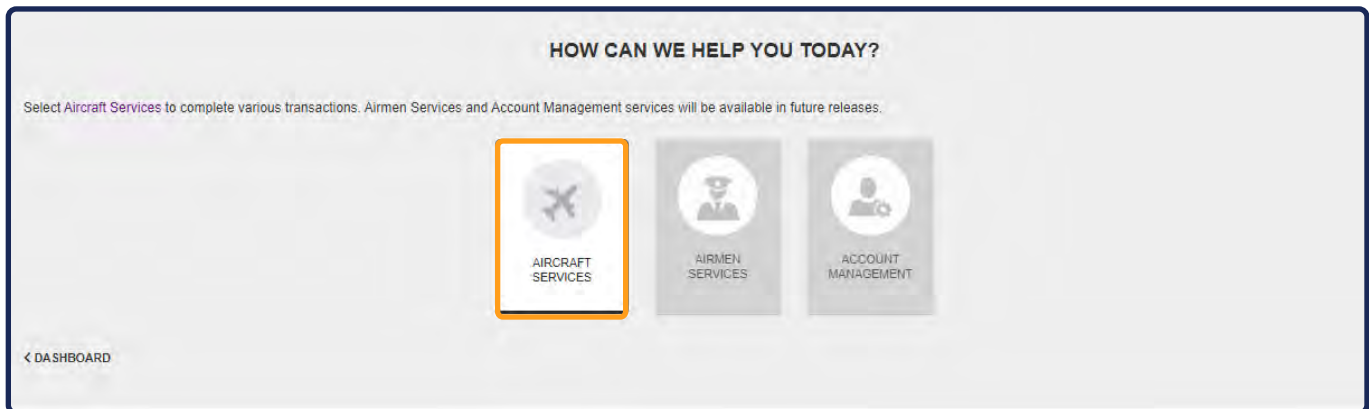 HOW CAN WE HELP YOU TODAY?
Select Aircraft Services to complete various transactions. Airmen Services and Account Management services will be available in future releases.
AIRCRAFT
SERVICES
AIRMEN
SERVICES
ACCOUNT
MANAGEMENT
< DASHBOARD